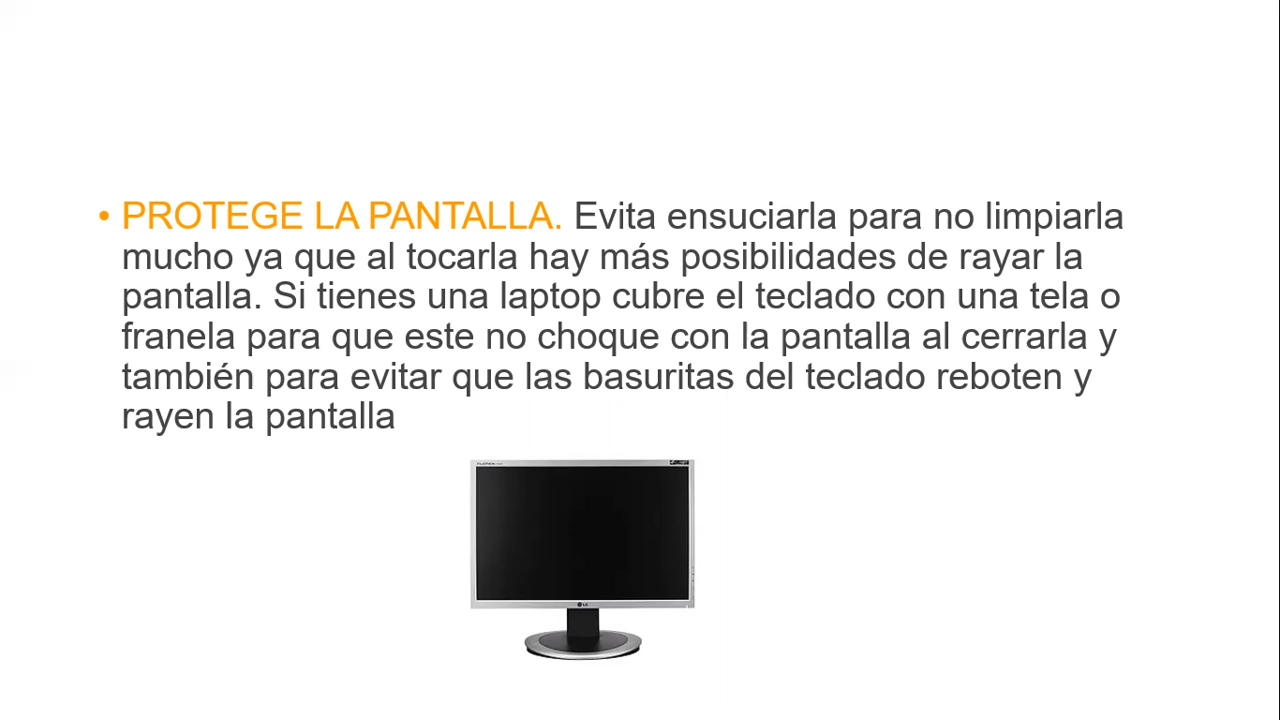 • PROTEGE LA PANTALLA. Evita ensuciarla para no limpiarla
mucho ya que al tocarla hay más posibilidades de rayar la
pantalla. Si tienes una laptop cubre el teclado con una tela o
franela para que este no choque con la pantalla al cerrarla y
también para evitar que las basuritas del teclado reboten y
rayen la pantalla
LG